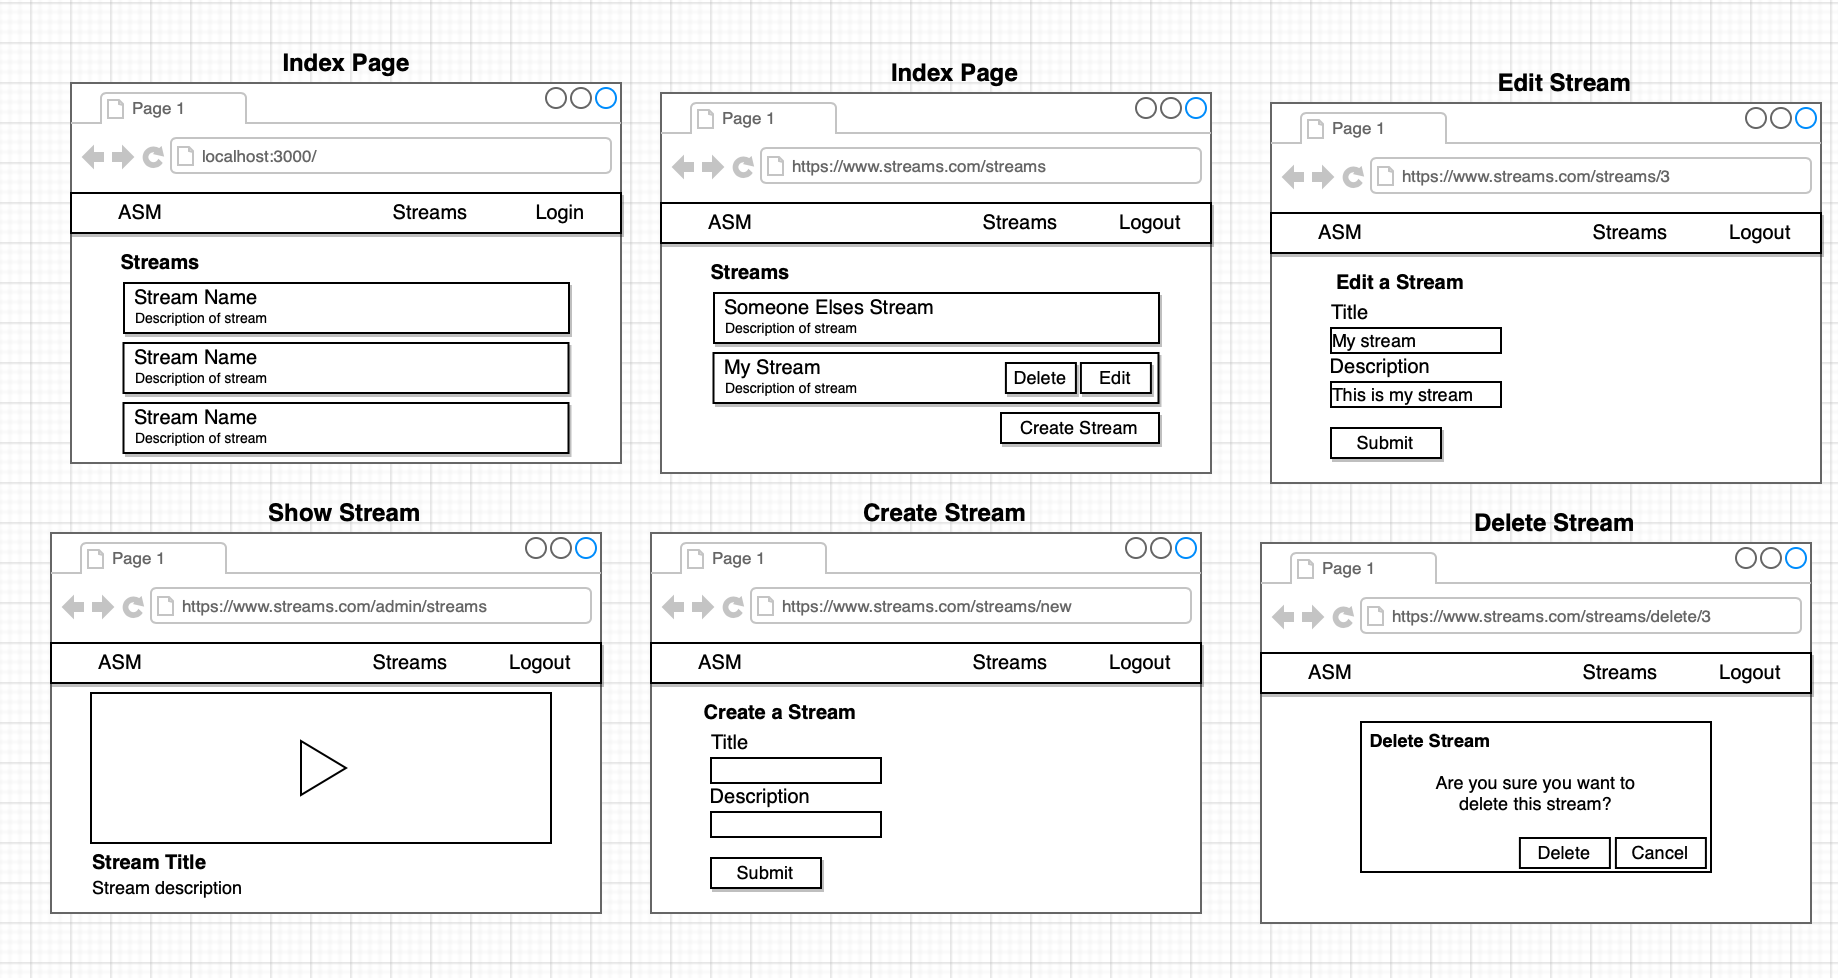 Index Page
Page 1
localhost:3000/
ASM Streams Login
Streams
Stream Name
Description of stream
Stream Name
Description of stream
Stream Name
Description of stream
Index Page
Page 1
https://www.streams.com/streams
ASM Streams Logout
Streams
Someone Elses Stream
Description of stream
My Stream
Description of stream
Delete Edit
Create Stream
Edit Stream
Page 1
https://www.streams.com/streams/3
ASM Streams Logout
Edit a Stream
Title
My stream
Description
This is my stream
Submit
Show Stream
Page 1
https://www.streams.com/admin/streams
ASM Streams Logout
Stream Title
Stream description
Create Stream
Page 1
https://www.streams.com/streams/new
ASM Streams Logout
Create a Stream
Title
Description
Submit
Delete Stream
Page 1
https://www.streams.com/streams/delete/3
ASM Streams Logout
Delete Stream
Are you sure you want to
delete this stream?
Delete Cancel